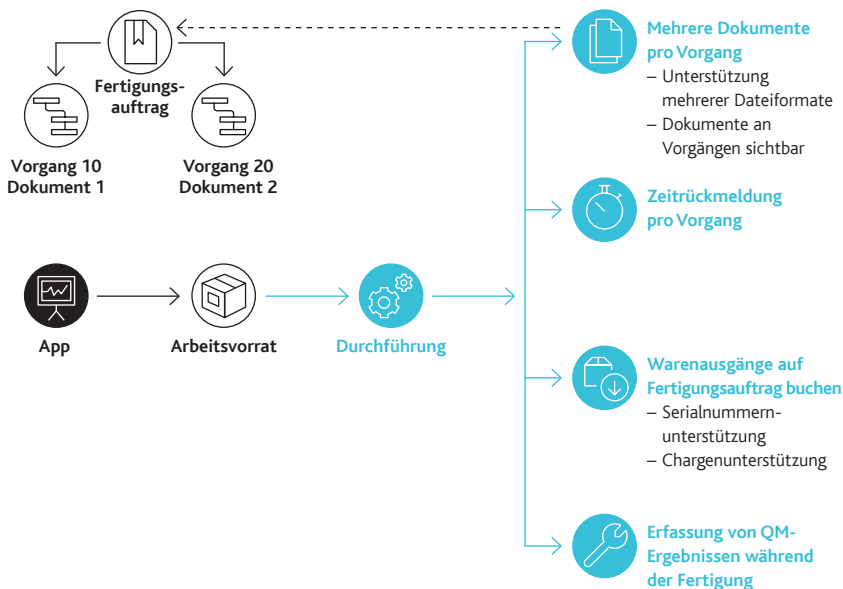 Fertigungs-
auftrag
Vorgang 10
Dokument 1
Vorgang 20
Dokument 2
App
Arbeitsvorrat
Durchführung
Mehrere Dokumente
pro Vorgang
– Unterstützung
mehrerer Dateiformate
– Dokumente an
Vorgängen sichtbar
Zeitrückmeldung
pro Vorgang
Warenausgänge auf
Fertigungsauftrag buchen
– Serialnummern-
unterstützung
– Chargenunterstützung
Erfassung von QM-
Ergebnissen während
der Fertigung